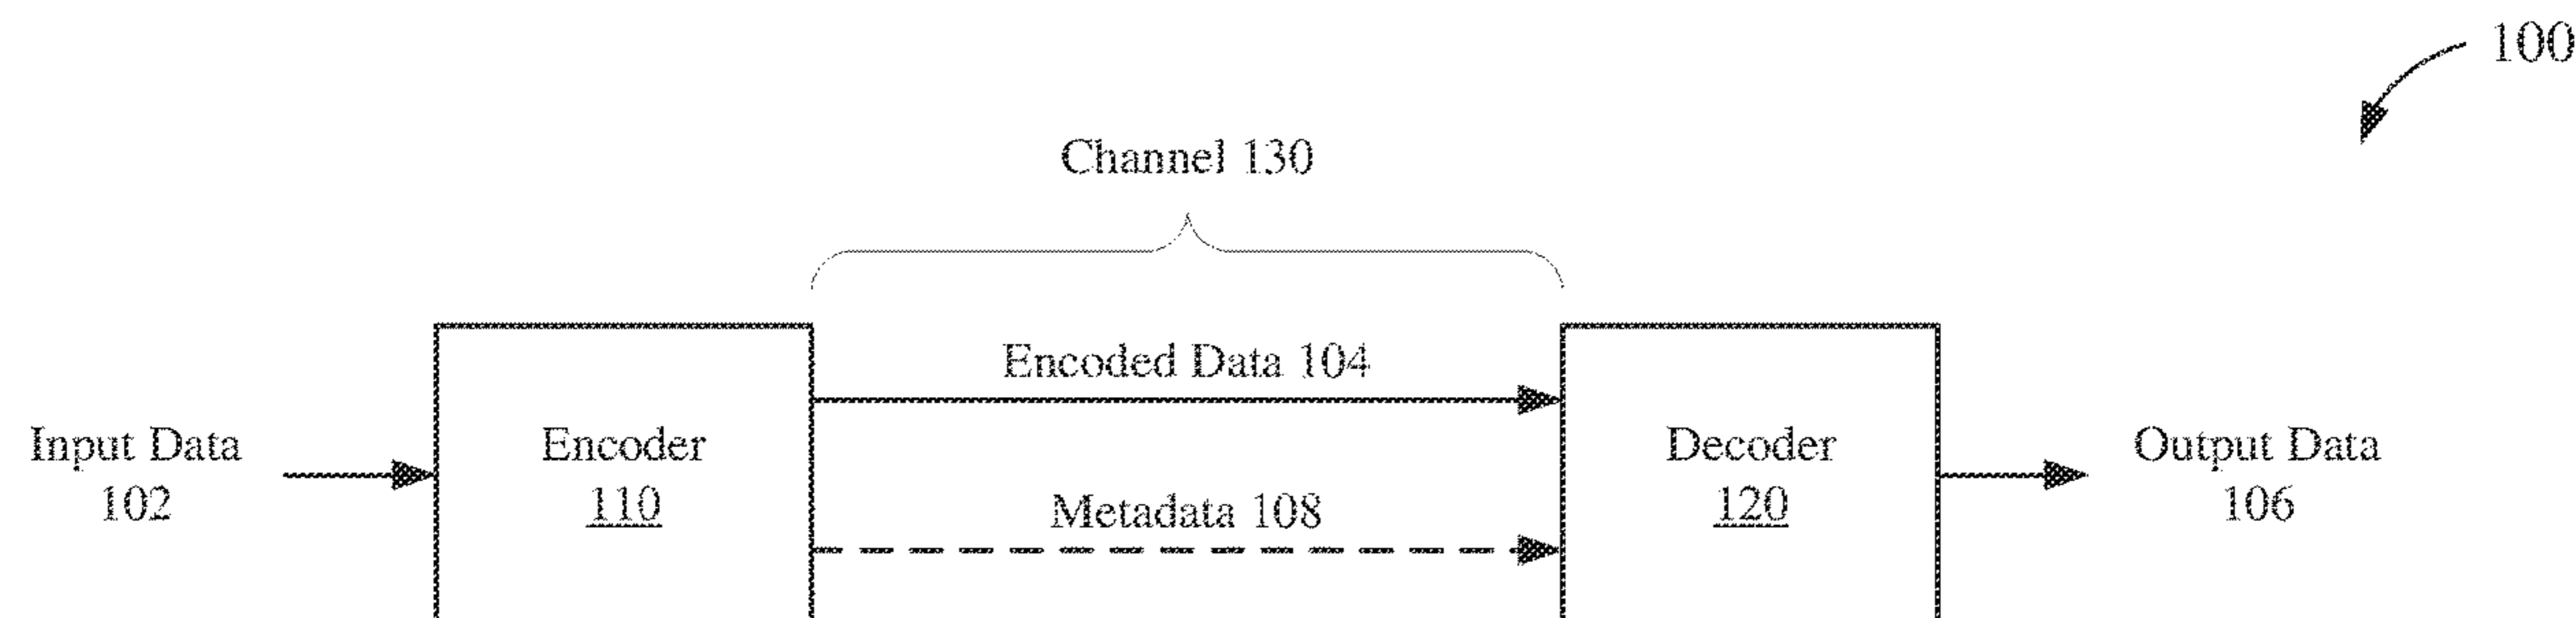 100
Channel 130
Encoded Data 104
Input Data
102
Encoder
110
Metadata 108
Decoder
120
Output Data
106